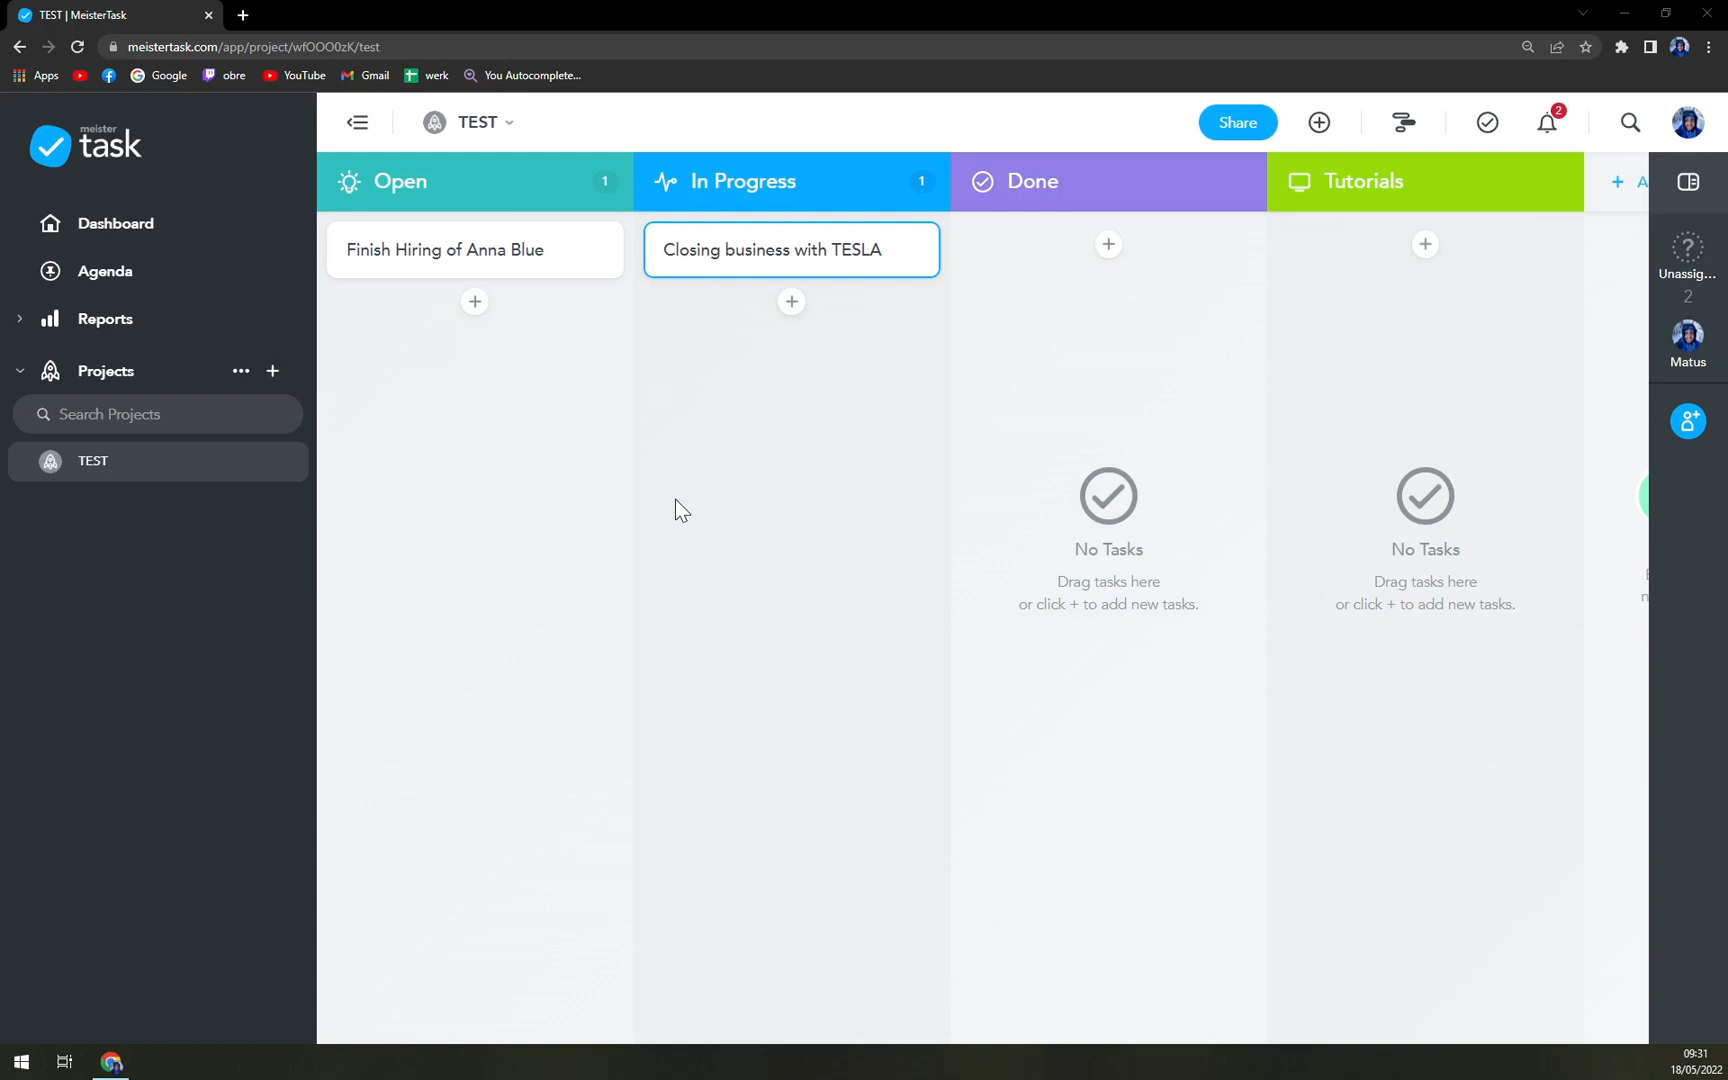 TEST | MeisterTask
meistertask.com/app/project/wfOOO0zK/test
Apps
Google
obre
YouTube
Gmail
werk
You Autocomplete...
meister
task
TEST
Share
2
Open
1
In Progress
1
Done
Tutorials
+ A
Dashboard
Agenda
Reports
Projects
Search Projects
TEST
Finish Hiring of Anna Blue
Closing business with TESLA
Unassig...
2
Matus
No Tasks
Drag tasks here
or click + to add new tasks.
No Tasks
Drag tasks here
or click + to add new tasks.
09:31
18/05/2022